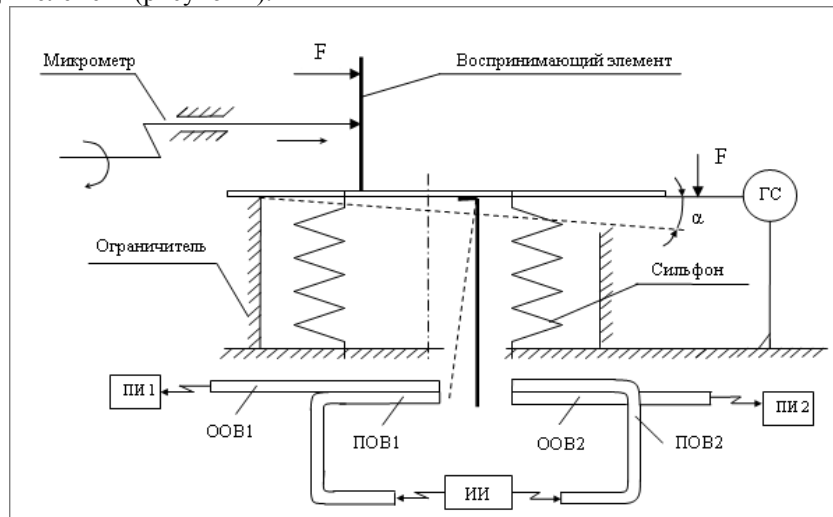 Микрометр
F
Воспринимающий элемент
F
ГС
α
Ограничитель
Сильфон
ПИ 1
ПИ 2
ООВ1
ПОВ1
ООВ2
ПОВ2
ИИ